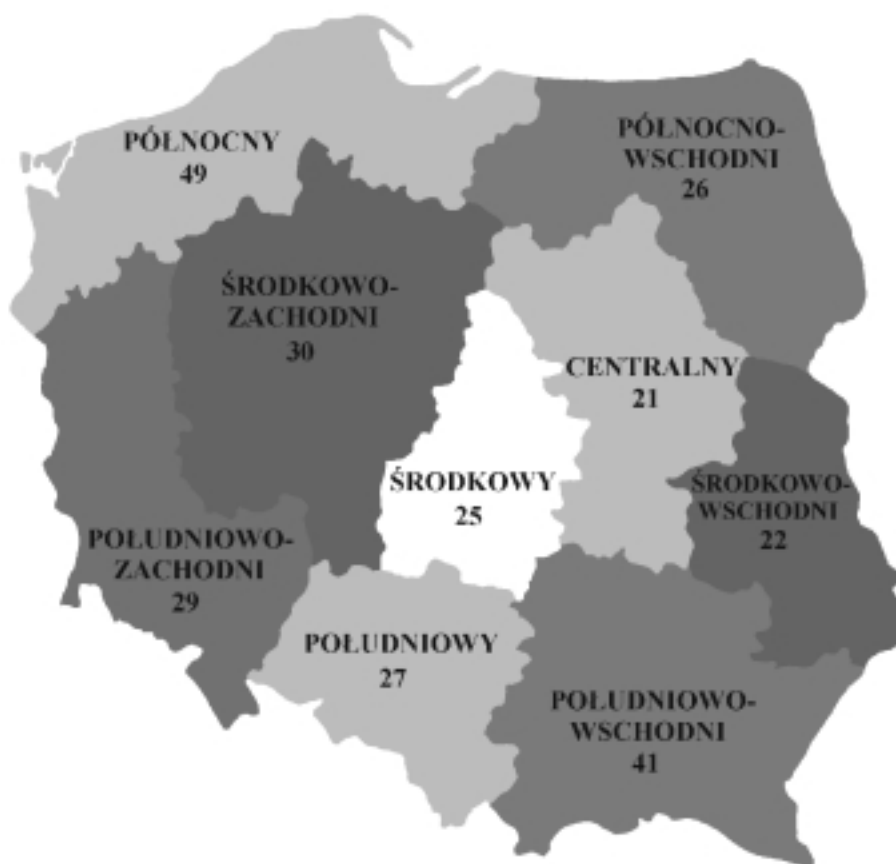 PÓŁNOCNY
49
PÓŁNOCNO-
WSCHODNI
26
ŚRODKOWO-
ZACHODNI
30
CENTRALNY
21
ŚRODKOWY
25
ŚRODKOWO-
WSCHODNI
22
POŁUDNIOWO-
ZACHODNI
29
POŁUDNIOWY
27
POŁUDNIOWO-
WSCHODNI
41